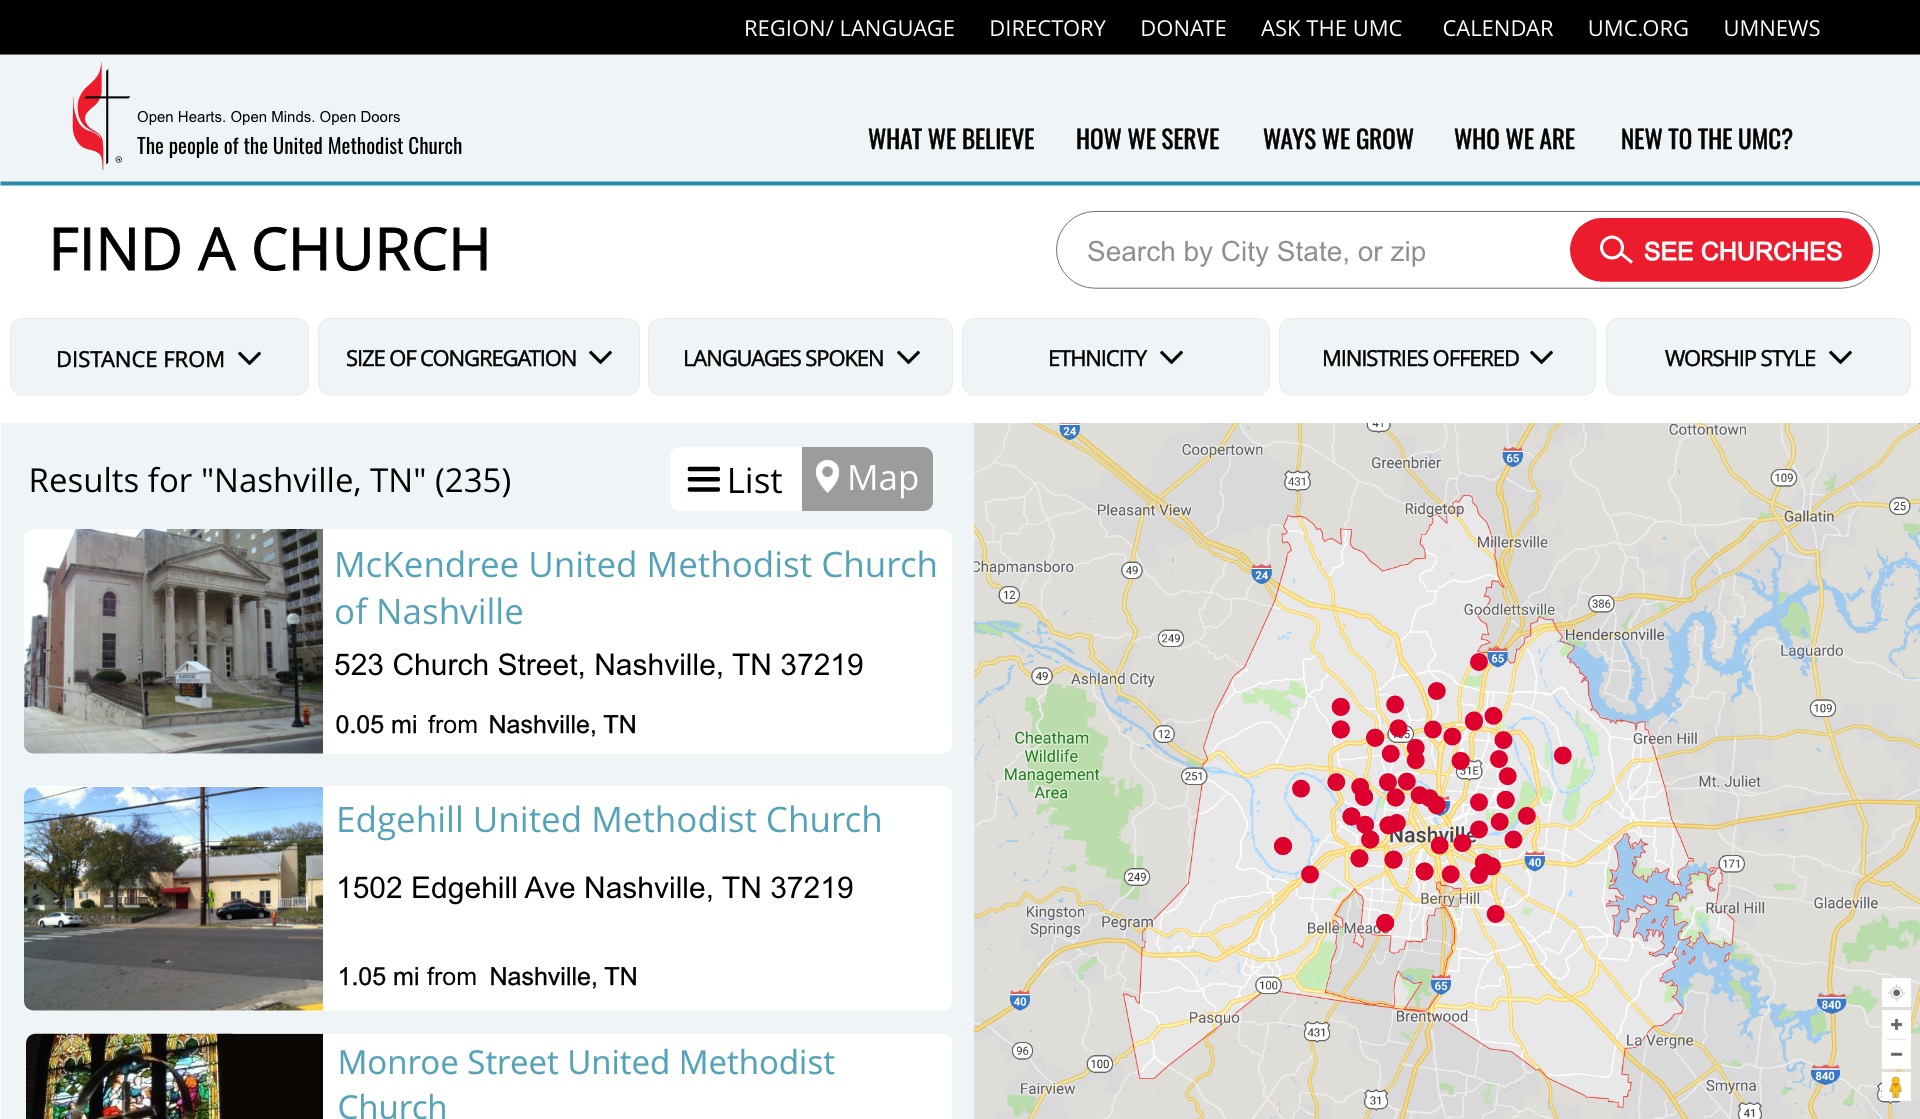 REGION/ LANGUAGE DIRECTORY DONATE ASK THE UMC CALENDAR UMC.ORG UMNEWS
Open Hearts. Open Minds. Open Doors
The people of the United Methodist Church
®
WHAT WE BELIEVE HOW WE SERVE WAYS WE GROW WHO WE ARE NEW TO THE UMC?
FIND A CHURCH
Search by City State, or zip
SEE CHURCHES
DISTANCE FROM
SIZE OF CONGREGATION
LANGUAGES SPOKEN
ETHNICITY
MINISTRIES OFFERED
WORSHIP STYLE
Results for "Nashville, TN" (235)
List
Map
McKendree United Methodist Church
of Nashville
523 Church Street, Nashville, TN 37219
0.05 mi from Nashville, TN
Edgehill United Methodist Church
1502 Edgehill Ave Nashville, TN 37219
1.05 mi from Nashville, TN
Monroe Street United Methodist
Church
24
41
Cottontown
Coopertown
Greenbrier
65
431
109
Pleasant View
Ridgetop
25
Gallatin
Millersville
Chapmansboro
49
24
12
386
Goodlettsville
249
Hendersonville
Laguardo
65
49
Ashland City
109
12
Green Hill
Cheatham
Wildlife
Management
Area
251
31E
Mt. Juliet
Nashville
40
171
249
Berry Hill
Kingston
Springs
Pegram
Belle Mead
Rural Hill
Gladeville
100
65
40
840
Pasquo
431
Brentwood
La Vergne
96
100
840
Fairview
31
Smyrna
41